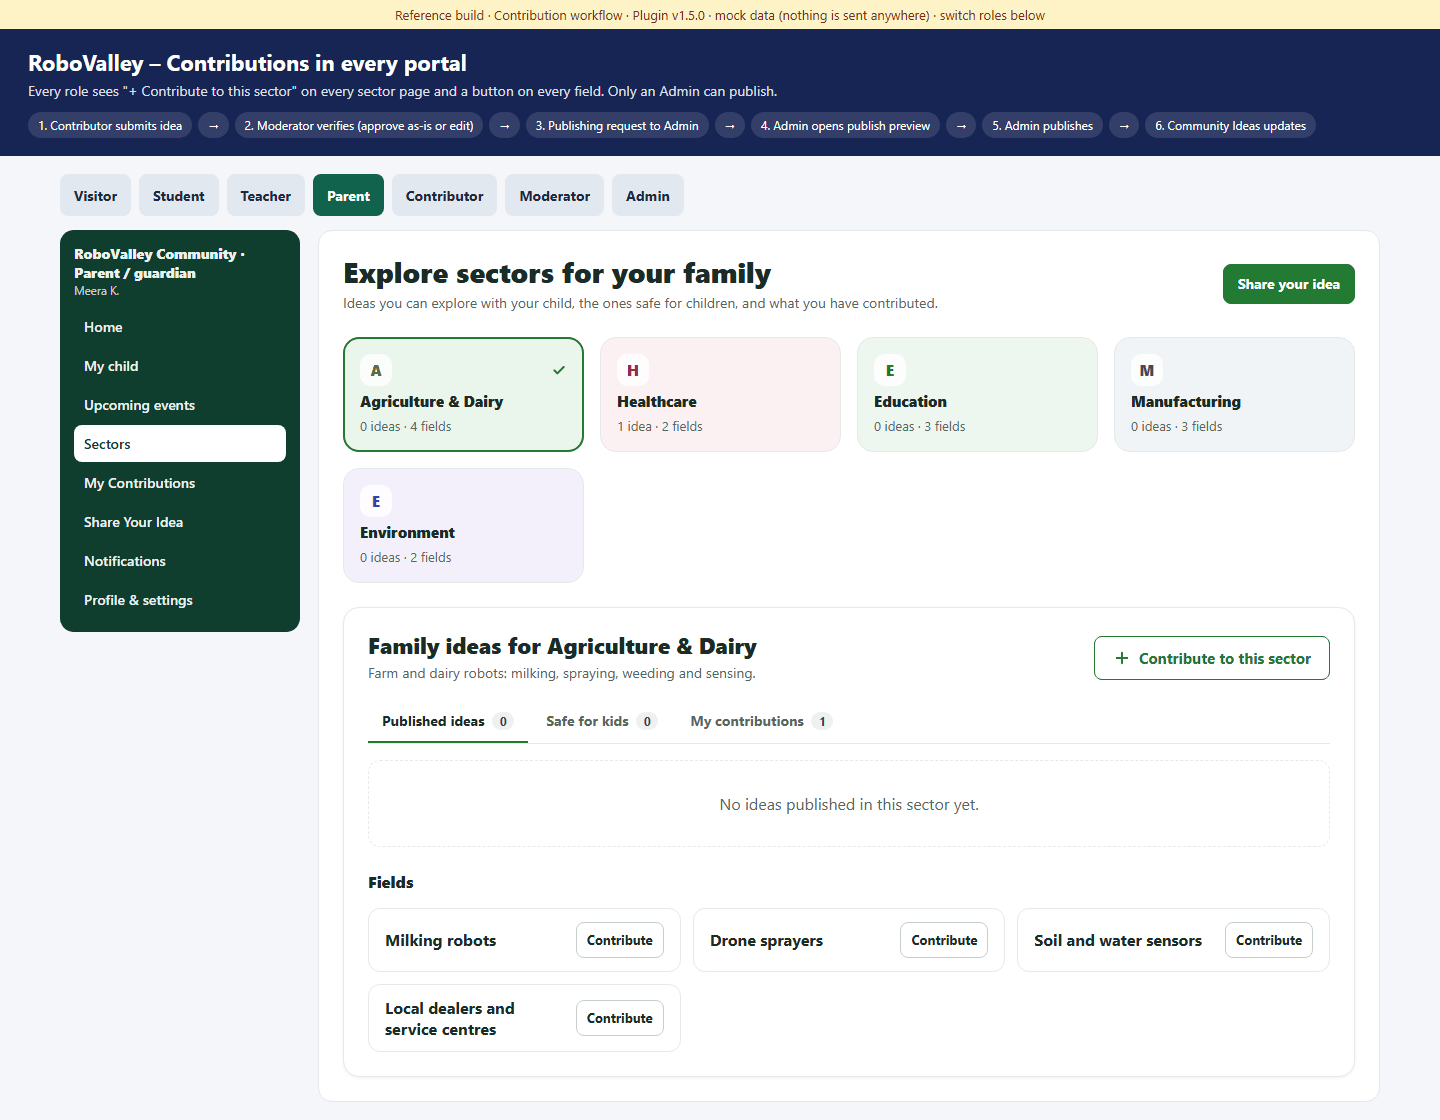 Reference build · Contribution workflow · Plugin v1.5.0 · mock data (nothing is sent anywhere) · switch roles below
RoboValley – Contributions in every portal
Every role sees "+ Contribute to this sector" on every sector page and a button on every field. Only an Admin can publish.
1. Contributor submits idea → 2. Moderator verifies (approve as-is or edit) → 3. Publishing request to Admin → 4. Admin opens publish preview → 5. Admin publishes → 6. Community Ideas updates
Visitor Student Teacher Parent Contributor Moderator Admin
RoboValley Community ·
Parent / guardian
Meera K.
Home
My child
Upcoming events
Sectors
My Contributions
Share Your Idea
Notifications
Profile & settings
Explore sectors for your family
Ideas you can explore with your child, the ones safe for children, and what you have contributed.
Share your idea
A
Agriculture & Dairy
0 ideas · 4 fields
H
Healthcare
1 idea · 2 fields
E
Education
0 ideas · 3 fields
M
Manufacturing
0 ideas · 3 fields
E
Environment
0 ideas · 2 fields
Family ideas for Agriculture & Dairy
Farm and dairy robots: milking, spraying, weeding and sensing.
+ Contribute to this sector
Published ideas 0 Safe for kids 0 My contributions 1
No ideas published in this sector yet.
Fields
Milking robots Contribute
Drone sprayers Contribute
Soil and water sensors Contribute
Local dealers and
service centres
Contribute